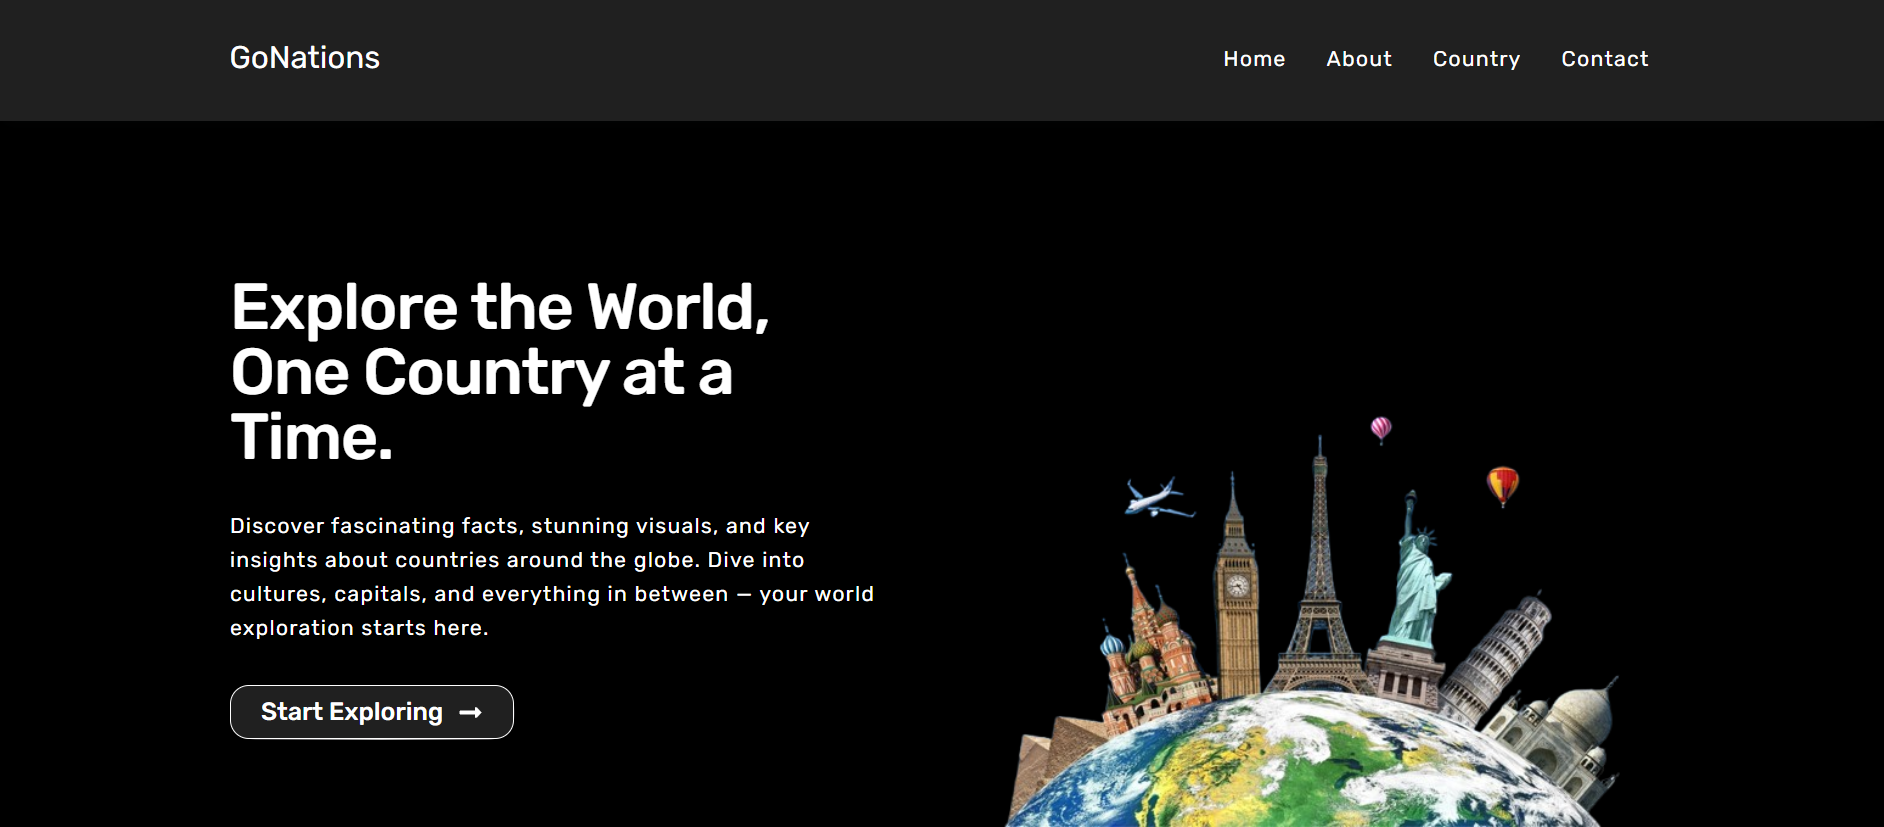 GoNations
Home About Country Contact
Explore the World,
One Country at a
Time.
Discover fascinating facts, stunning visuals, and key
insights about countries around the globe. Dive into
cultures, capitals, and everything in between — your world
exploration starts here.
Start Exploring